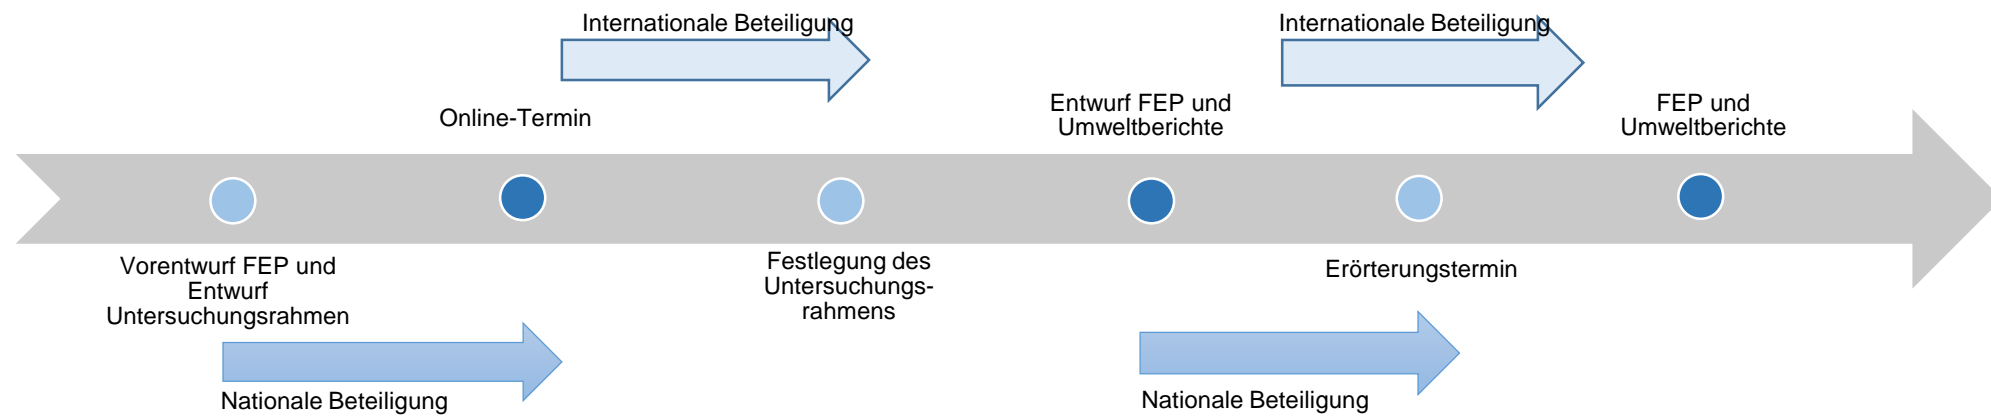 Internationale Beteiligung
Internationale Beteiligung
Online-Termin
Entwurf FEP und
Umweltberichte
FEP und
Umweltberichte
Vorentwurf FEP und
Entwurf
Untersuchungsrahmen
Festlegung des
Untersuchungs-
rahmens
Erörterungstermin
Nationale Beteiligung
Nationale Beteiligung